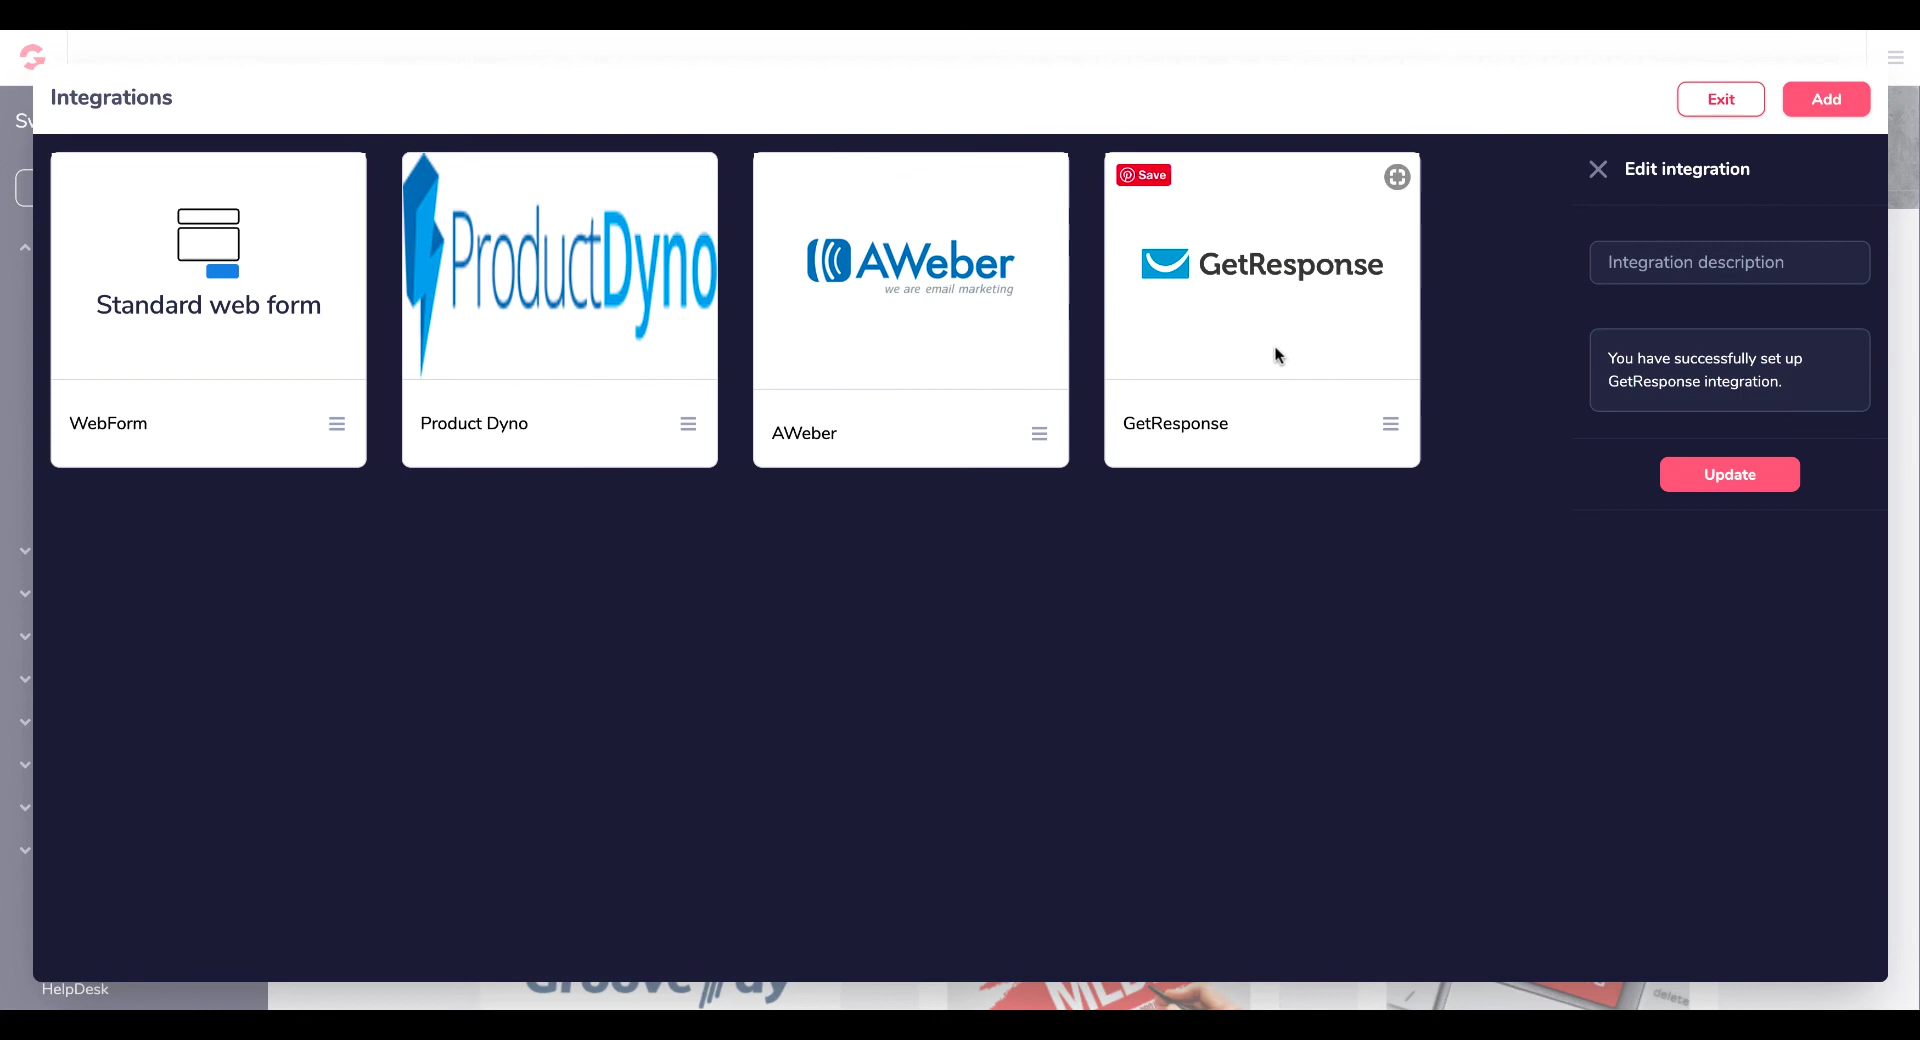 Integrations
Exit
Add
Standard web form
WebForm
ProductDyno
Product Dyno
AWeber
we are email marketing
AWeber
Save
GetResponse
GetResponse
Edit integration
Integration description
You have successfully set up
GetResponse integration.
Update
HelpDesk
delete